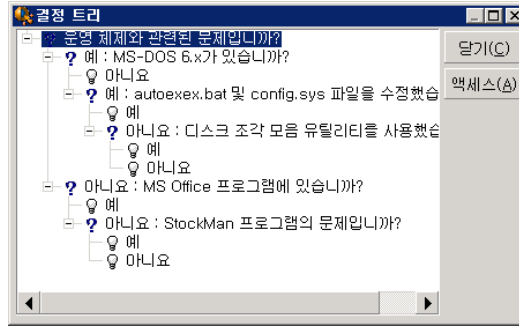 결정 트리
운영 체제와 관련된 문제입니까?
닫기(C)
예 : MS-DOS 6.x가 있습니까?
아니요
액세스(A)
예 : autoexex.bat 및 config.sys 파일을 수정했습
예
아니요 : 디스크 조각 모음 유틸리티를 사용했습
예
아니요
아니요 : MS Office 프로그램에 있습니까?
예
아니요 : StockMan 프로그램의 문제입니까?
예
아니요